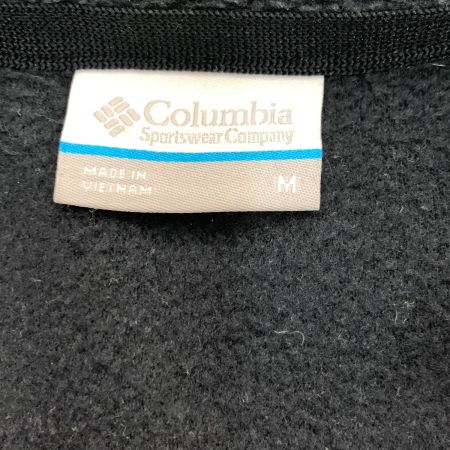 Columbia
Sportswear Company
MADE IN
VIETNAM
M